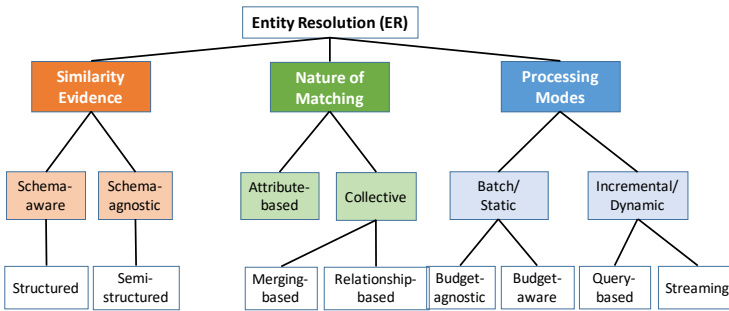 Entity Resolution (ER)
Similarity
Evidence
Nature of
Matching
Processing
Modes
Schema-
aware
Schema-
agnostic
Attribute-
based
Collective
Batch/
Static
Incremental/
Dynamic
Structured
Semi-
structured
Merging-
based
Relationship-
based
Budget-
agnostic
Budget-
aware
Query-
based
Streaming